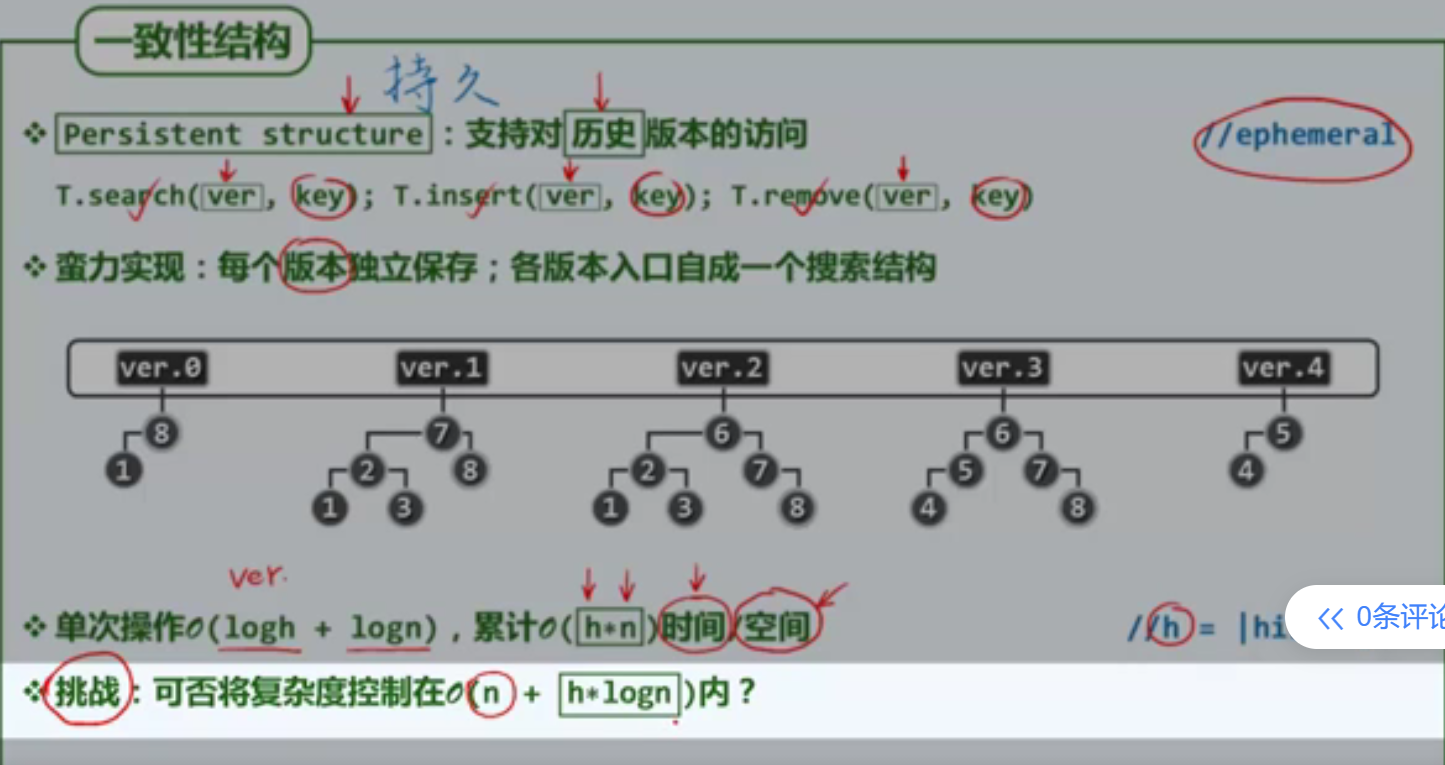 一致性结构
持久
❖ Persistent structure：支持对历史版本的访问 //ephemeral
T.search(ver, key); T.insert(ver, key); T.remove(ver, key)
❖ 蛮力实现：每个版本独立保存；各版本入口自成一个搜索结构
ver.0 ver.1 ver.2 ver.3 ver.4
8 7 6 6 5
1 2 8 2 7 5 7 4
1 3 1 3 8 4 8
ver.
❖ 单次操作O(logh + logn)，累计O(h*n)时间/空间 //h = |hi
❖ 挑战：可否将复杂度控制在O(n + h*logn)内？
0条评论